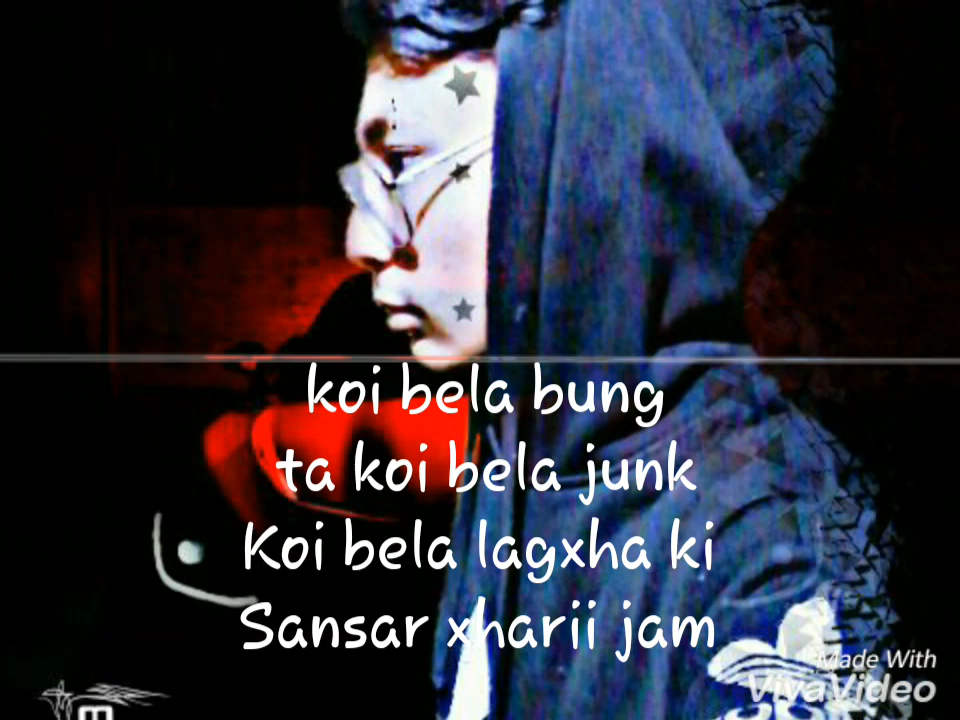 koi bela bung
ta koi bela junk
Koi bela lagxha ki
Sansar xharii jam
Made With
VivaVideo